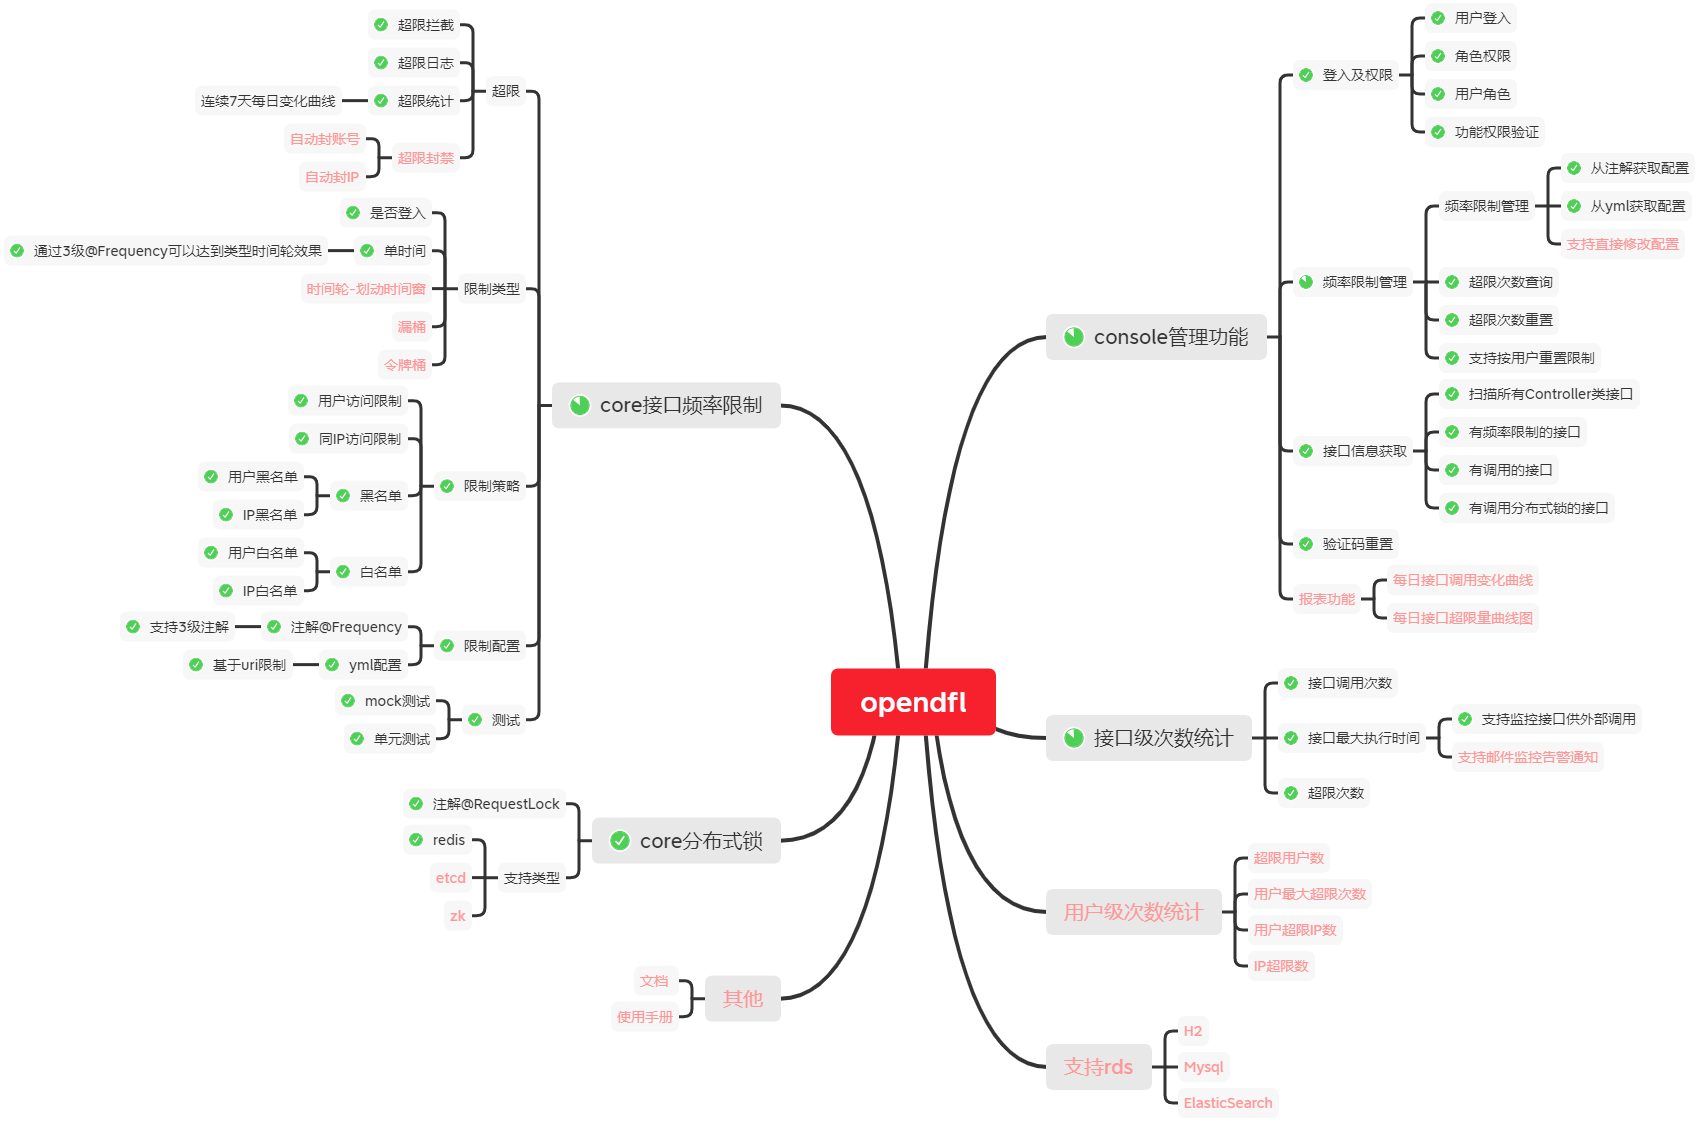 opendfl
core接口频率限制
超限
超限拦截
超限日志
超限统计
连续7天每日变化曲线
超限封禁
自动封账号
自动封IP
限制类型
是否登入
单时间
通过3级@Frequency可以达到类型时间轮效果
时间轮-划动时间窗
漏桶
令牌桶
限制策略
用户访问限制
同IP访问限制
黑名单
用户黑名单
IP黑名单
白名单
用户白名单
IP白名单
限制配置
注解@Frequency
支持3级注解
yml配置
基于uri限制
测试
mock测试
单元测试
core分布式锁
注解@RequestLock
支持类型
redis
etcd
zk
其他
文档
使用手册
console管理功能
登入及权限
用户登入
角色权限
用户角色
功能权限验证
频率限制管理
频率限制管理
从注解获取配置
从yml获取配置
支持直接修改配置
超限次数查询
超限次数重置
支持按用户重置限制
接口信息获取
扫描所有Controller类接口
有频率限制的接口
有调用的接口
有调用分布式锁的接口
验证码重置
报表功能
每日接口调用变化曲线
每日接口超限量曲线图
接口级次数统计
接口调用次数
接口最大执行时间
支持监控接口供外部调用
支持邮件监控告警通知
超限次数
用户级次数统计
超限用户数
用户最大超限次数
用户超限IP数
IP超限数
支持rds
H2
Mysql
ElasticSearch